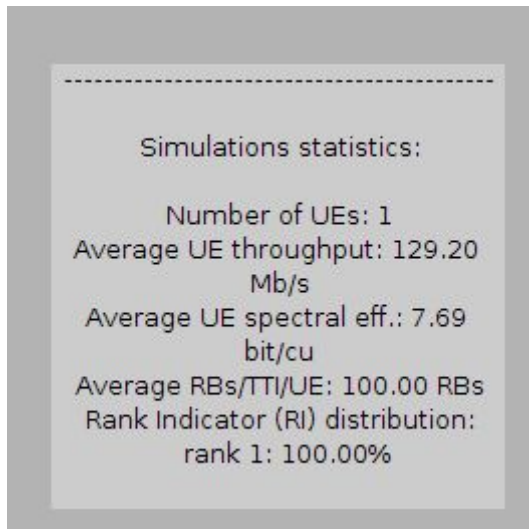 --------------------------------------------
Simulations statistics:
Number of UEs: 1
Average UE throughput: 129.20
Mb/s
Average UE spectral eff.: 7.69
bit/cu
Average RBs/TTI/UE: 100.00 RBs
Rank Indicator (RI) distribution:
rank 1: 100.00%